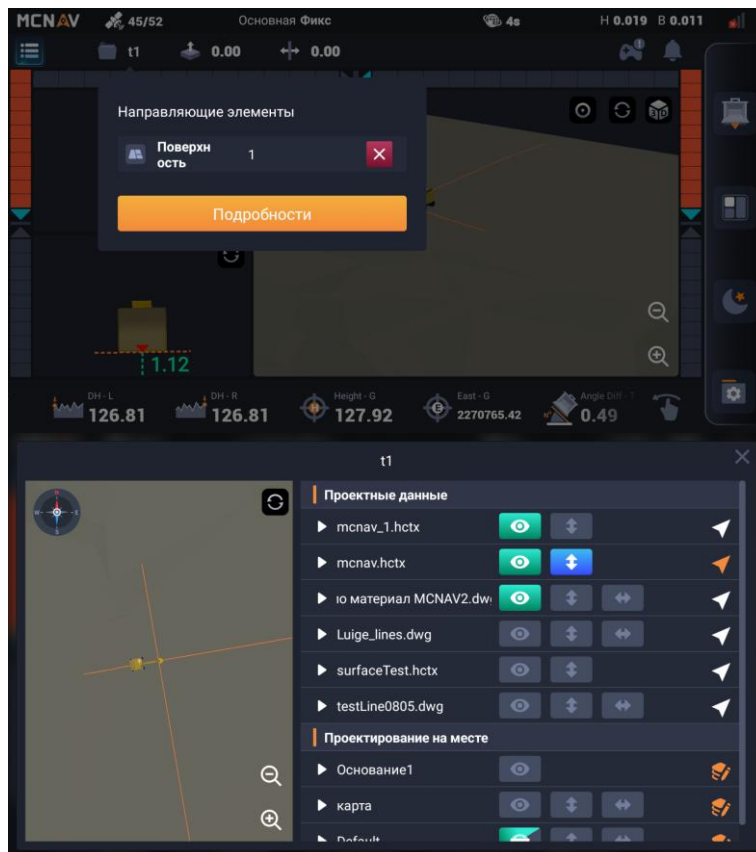 MCNAV 45/52 Основная Фикс 4s H 0.019 B 0.011
t1 0.00 0.00
Направляющие элементы
Поверхн
ость
1
3D
Подробности
1.12
DH - L
126.81
DH - R
126.81
Height - G
127.92
East - G
2270765.42
Angle Diff - T
0.49
t1
Проектные данные
mcnav_1.hctx
mcnav.hctx
ю материал MCNAV2.dw
Luige_lines.dwg
surfaceTest.hctx
testLine0805.dwg
Проектирование на месте
Основание1
карта
Default